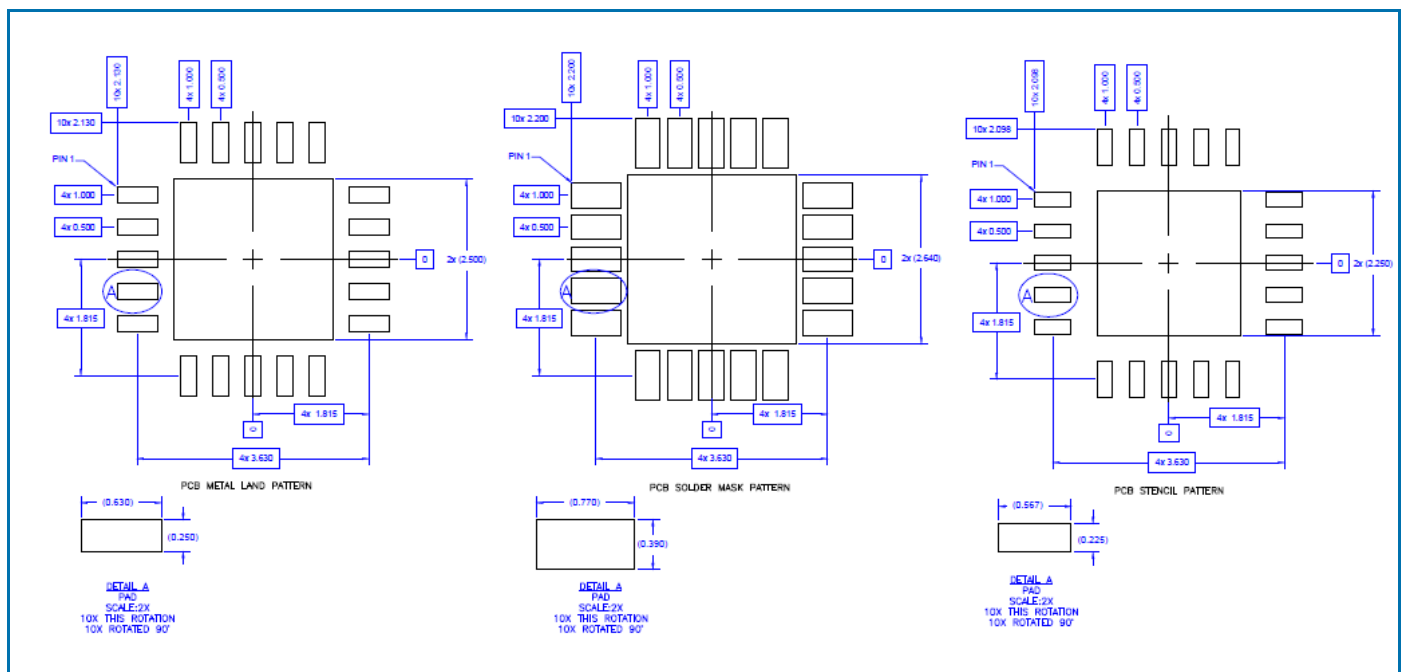 10x 2.130
4x 1.000
4x 0.500
10x 2.130
PIN 1
4x 1.000
4x 0.500
0
2x (2.500)
A
4x 1.815
4x 1.815
0
4x 3.630
PCB METAL LAND PATTERN
(0.630)
(0.250)
DETAIL A
PAD
SCALE:2X
10X THIS ROTATION
10X ROTATED 90°
10x 2.200
4x 1.000
4x 0.500
10x 2.200
PIN 1
4x 1.000
4x 0.500
0
2x (2.640)
A
4x 1.815
4x 1.815
0
4x 3.630
PCB SOLDER MASK PATTERN
(0.770)
(0.390)
DETAIL A
PAD
SCALE:2X
10X THIS ROTATION
10X ROTATED 90°
10x 2.098
4x 1.000
4x 0.500
10x 2.098
PIN 1
4x 1.000
4x 0.500
0
2x (2.250)
A
4x 1.815
4x 1.815
0
4x 3.630
PCB STENCIL PATTERN
(0.567)
(0.225)
DETAIL A
PAD
SCALE:2X
10X THIS ROTATION
10X ROTATED 90°